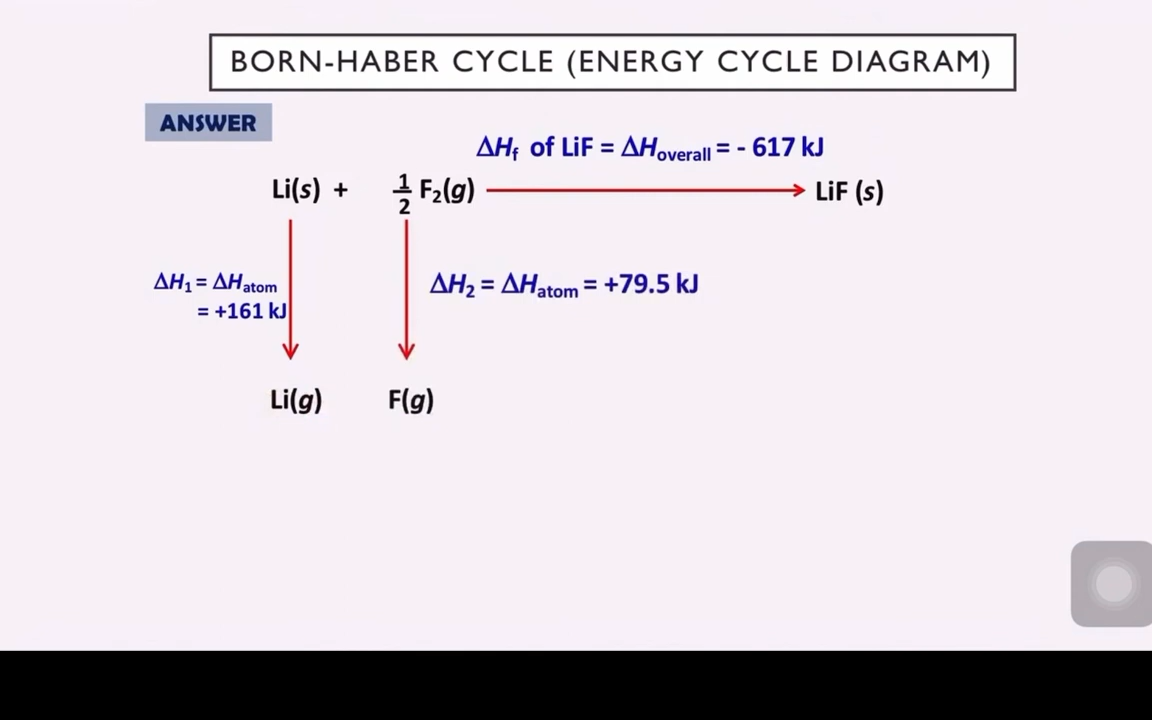 BORN-HABER CYCLE (ENERGY CYCLE DIAGRAM)
ANSWER
ΔHf of LiF = ΔHoverall = - 617 kJ
Li(s) + 1/2 F2(g) LiF (s)
ΔH1 = ΔHatom
= +161 kJ
ΔH2 = ΔHatom = +79.5 kJ
Li(g) F(g)